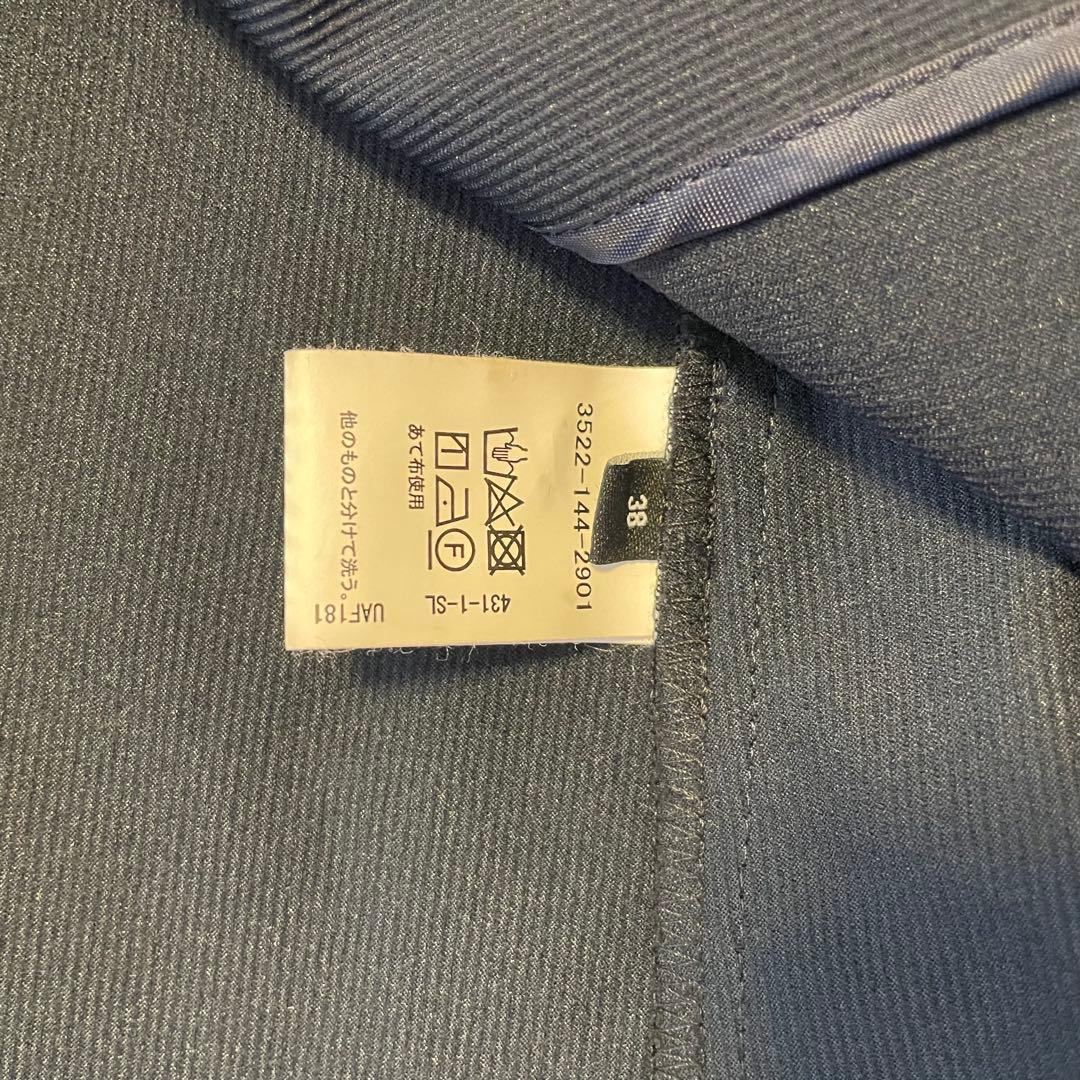 38
3522-144-2901
あて布使用
431-1-SL
他のものと分けて洗う。
UAF181